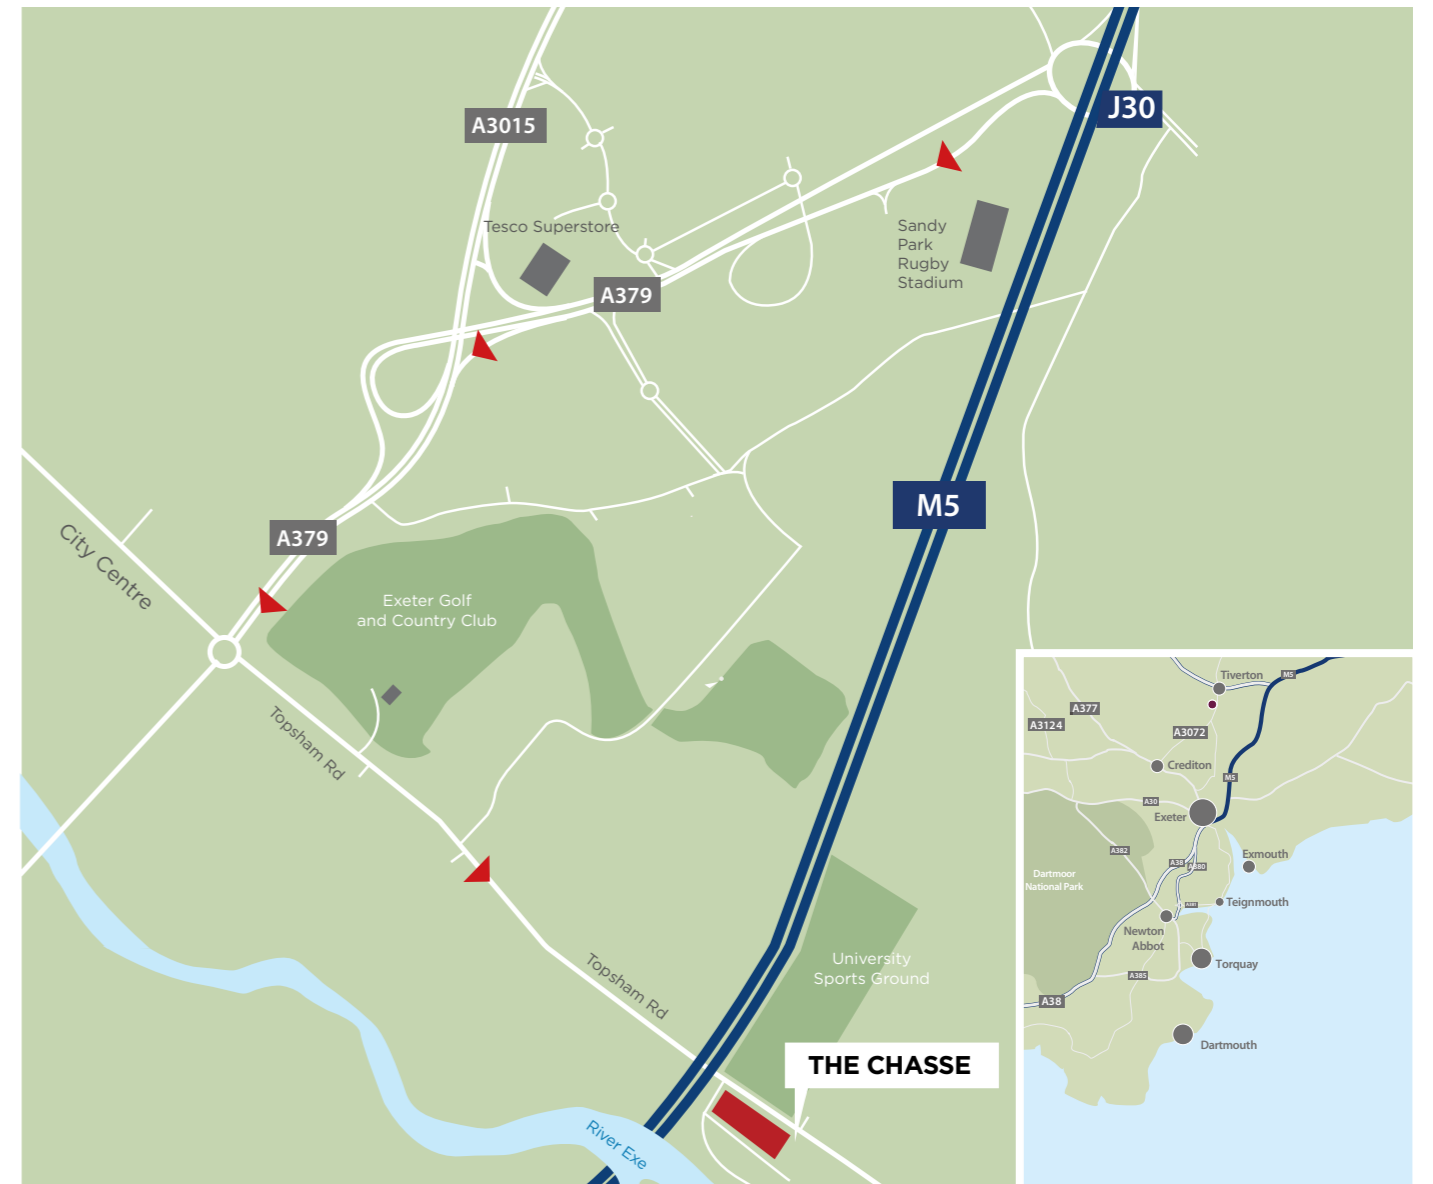 J30
A3015
Tesco Superstore
Sandy
Park
Rugby
Stadium
A379
M5
City Centre
A379
Exeter Golf
and Country Club
Topsham Rd
Topsham Rd
University
Sports Ground
THE CHASSE
River Exe
Tiverton
M5
A377
A3124
A3072
Crediton
M5
A30
Exeter
A382
Exmouth
A38
A380
Dartmoor
National Park
Teignmouth
A381
Newton
Abbot
Torquay
A385
A38
Dartmouth